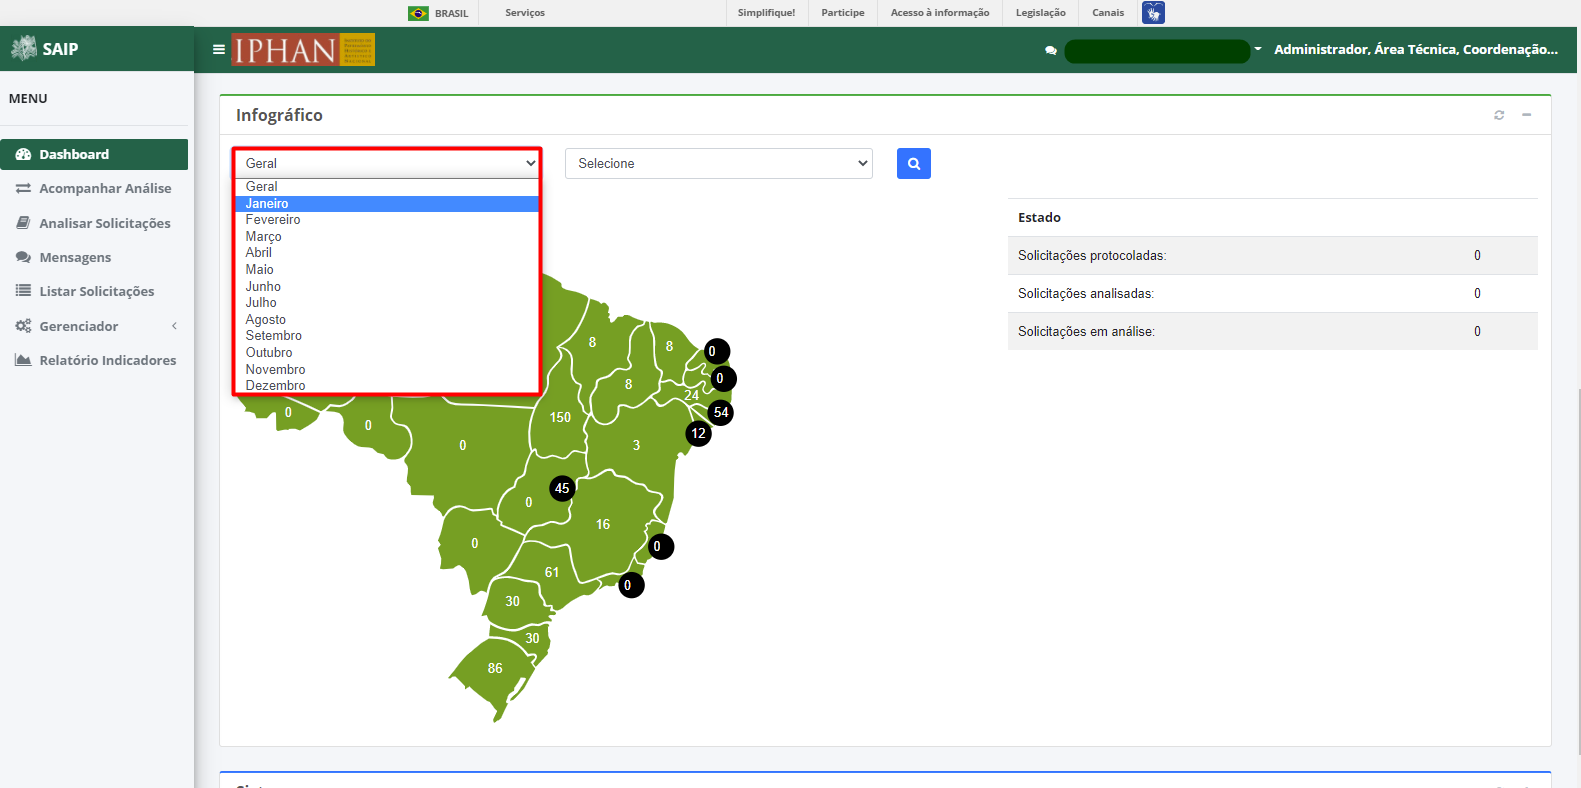 BRASIL Serviços Simplifique! Participe Acesso à informação Legislação Canais
SAIP
IPHAN
Administrador, Área Técnica, Coordenação...
MENU
Dashboard
Acompanhar Análise
Analisar Solicitações
Mensagens
Listar Solicitações
Gerenciador
Relatório Indicadores
Infográfico
Geral
Selecione
Geral
Janeiro
Fevereiro
Março
Abril
Maio
Junho
Julho
Agosto
Setembro
Outubro
Novembro
Dezembro
Estado
Solicitações protocoladas: 0
Solicitações analisadas: 0
Solicitações em análise: 0
8
8
0
0
8
24
54
0
0
150
12
0
3
45
0
16
0
0
61
0
30
30
86